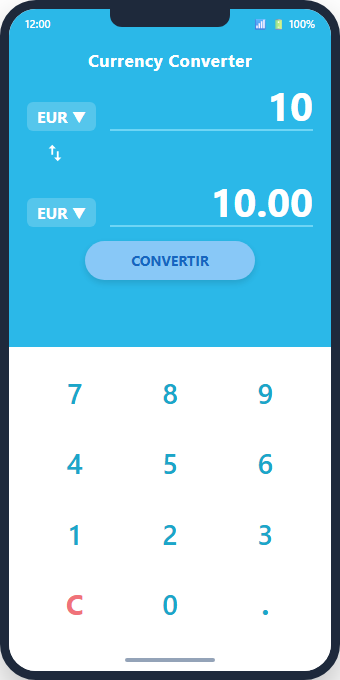 12:00 100%
Currency Converter
EUR ▼ 10
EUR ▼ 10.00
CONVERTIR
7 8 9
4 5 6
1 2 3
C 0 .